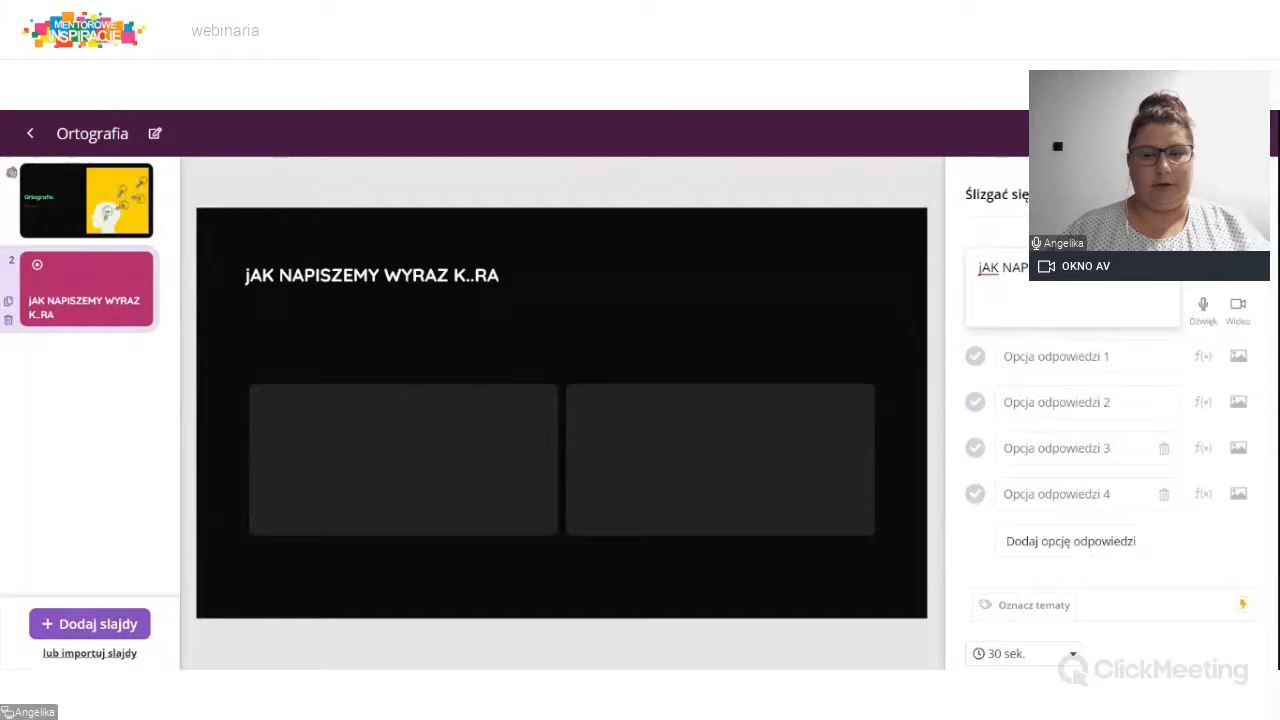 MENTOROWE
INSPIRACJE
webinaria
Ortografia
Ortografia
2
jAK NAPISZEMY WYRAZ
K..RA
Dodaj slajdy
lub importuj slajdy
jAK NAPISZEMY WYRAZ K..RA
Ślizgać się
Angelika
OKNO AV
jAK NAP
Dźwięk
Wideo
Opcja odpowiedzi 1
f(x)
Opcja odpowiedzi 2
f(x)
Opcja odpowiedzi 3
f(x)
Opcja odpowiedzi 4
f(x)
Dodaj opcję odpowiedzi
Oznacz tematy
30 sek.
ClickMeeting
Angelika